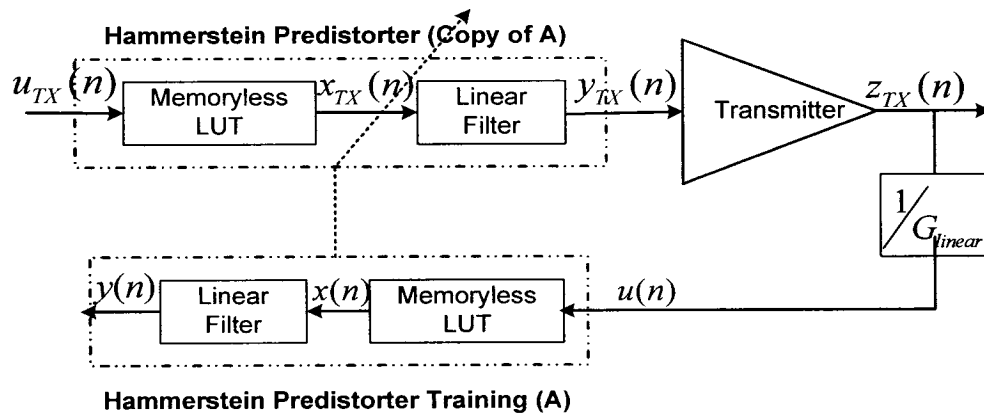 Hammerstein Predistorter (Copy of A)
u_TX(n)
Memoryless
LUT
x_TX(n)
Linear
Filter
y_TX(n)
Transmitter
z_TX(n)
1/G_linear
y(n)
Linear
Filter
x(n)
Memoryless
LUT
u(n)
Hammerstein Predistorter Training (A)